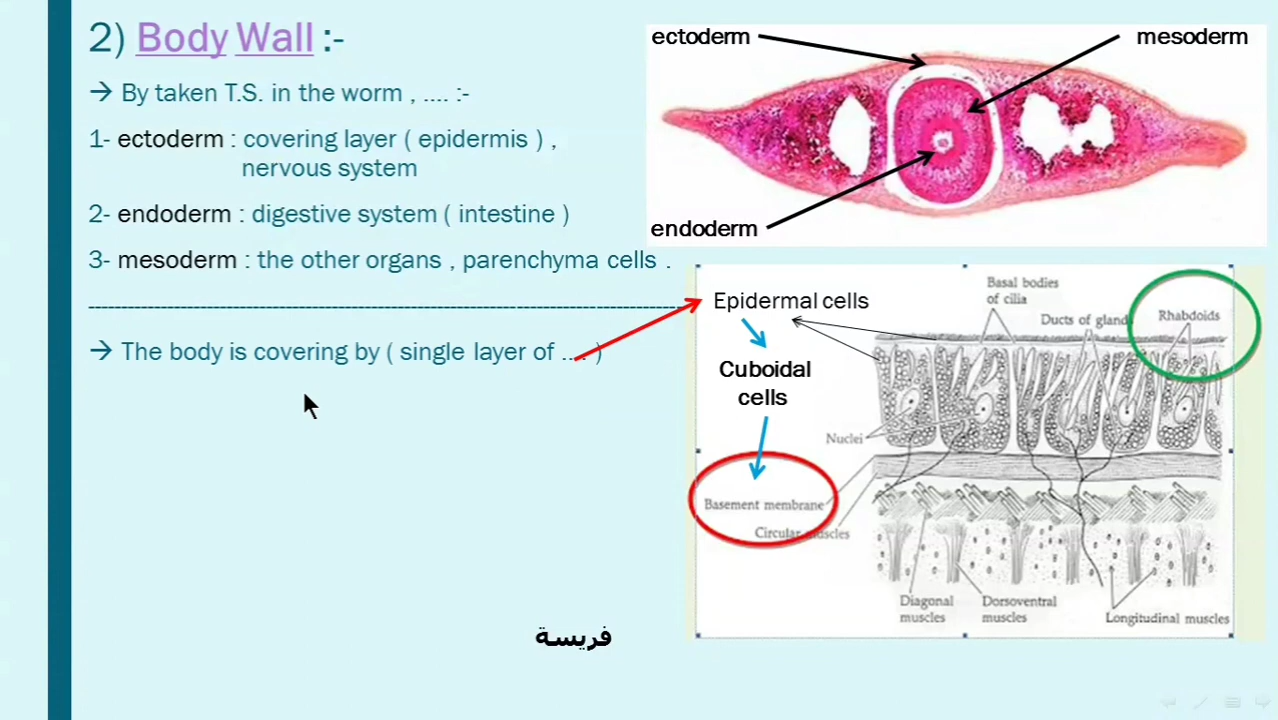 2) Body Wall :-
→ By taken T.S. in the worm , .... :-
1- ectoderm : covering layer ( epidermis ) ,
nervous system
2- endoderm : digestive system ( intestine )
3- mesoderm : the other organs , parenchyma cells .
→ The body is covering by ( single layer of .... )
فريسة
ectoderm
mesoderm
endoderm
Epidermal cells
Cuboidal
cells
Basal bodies
of cilia
Ducts of glands
Rhabdoids
Nuclei
Basement membrane
Circular muscles
Diagonal
muscles
Dorsoventral
muscles
Longitudinal muscles